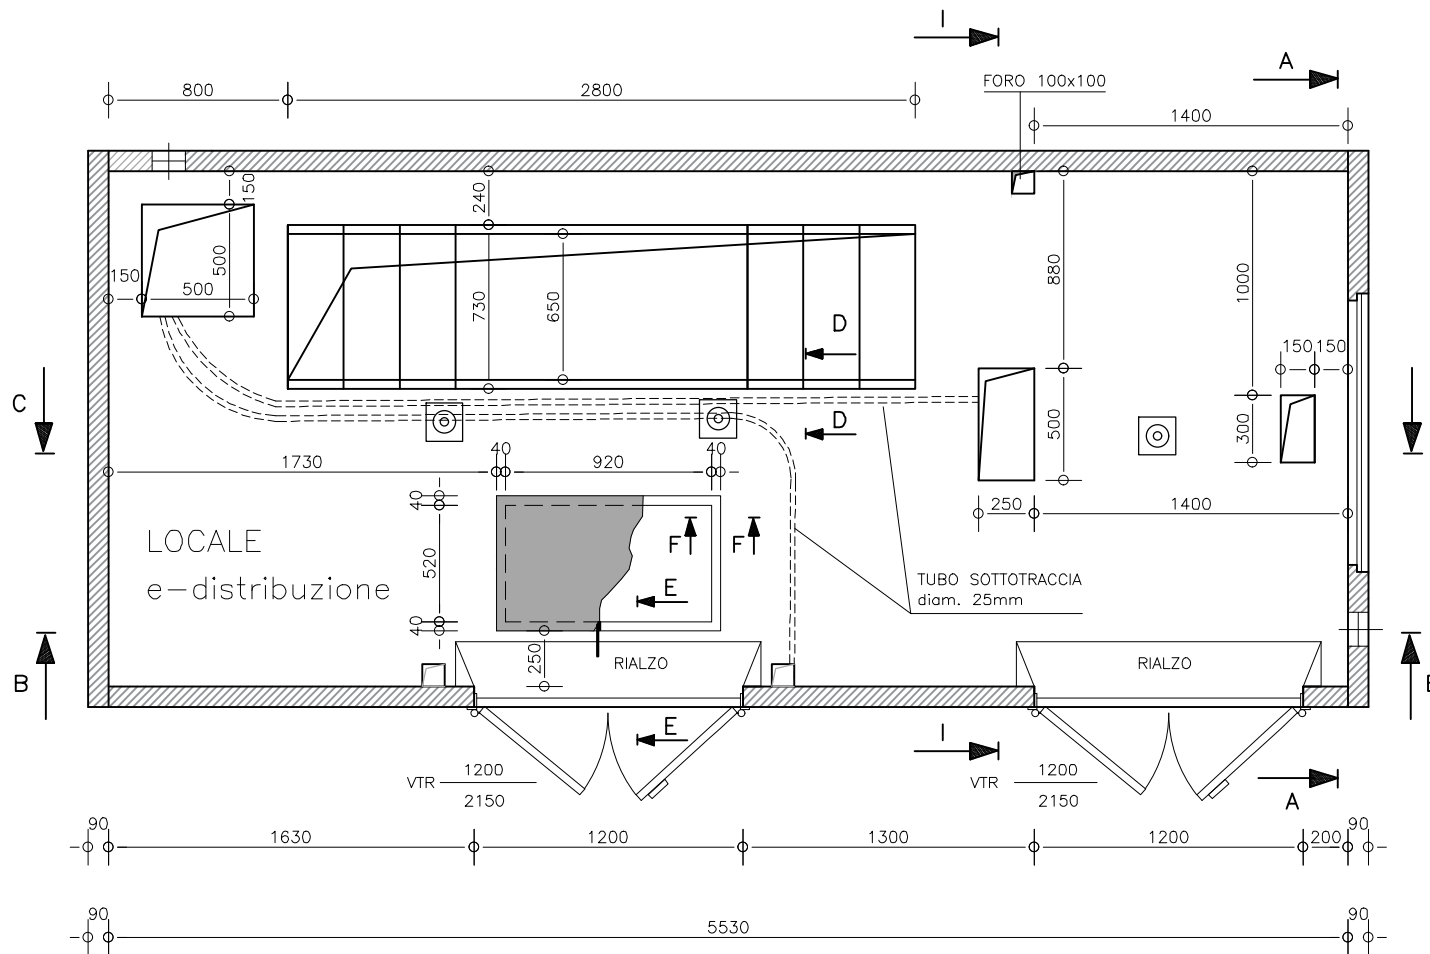 I
A
FORO 100x100
800
2800
1400
150
240
500
150
500
730
650
880
1000
D
150
150
C
D
500
300
1730
40
920
40
250
1400
40
LOCALE
e-distribuzione
520
F
F
E
TUBO SOTTOTRACCIA
diam. 25mm
40
250
RIALZO
RIALZO
B
E
I
VTR
1200
2150
VTR
1200
2150
A
90
1630
1200
1300
1200
200
90
90
5530
90